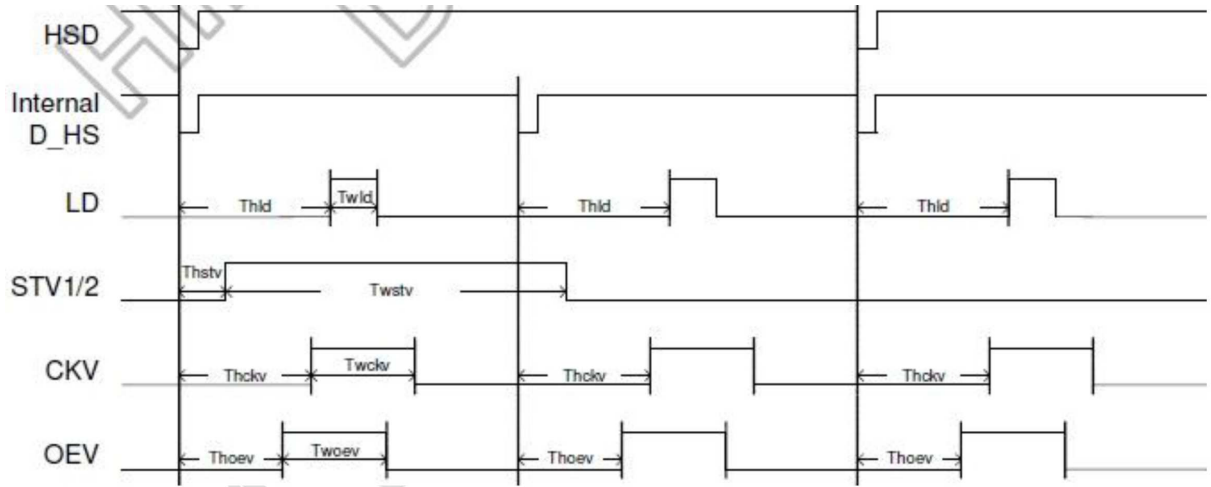 HSD
Internal
D_HS
LD
Thld
Twld
Thld
Thld
STV1/2
Thstv
Twstv
CKV
Thckv
Twckv
Thckv
Thckv
OEV
Thoev
Twoev
Thoev
Thoev